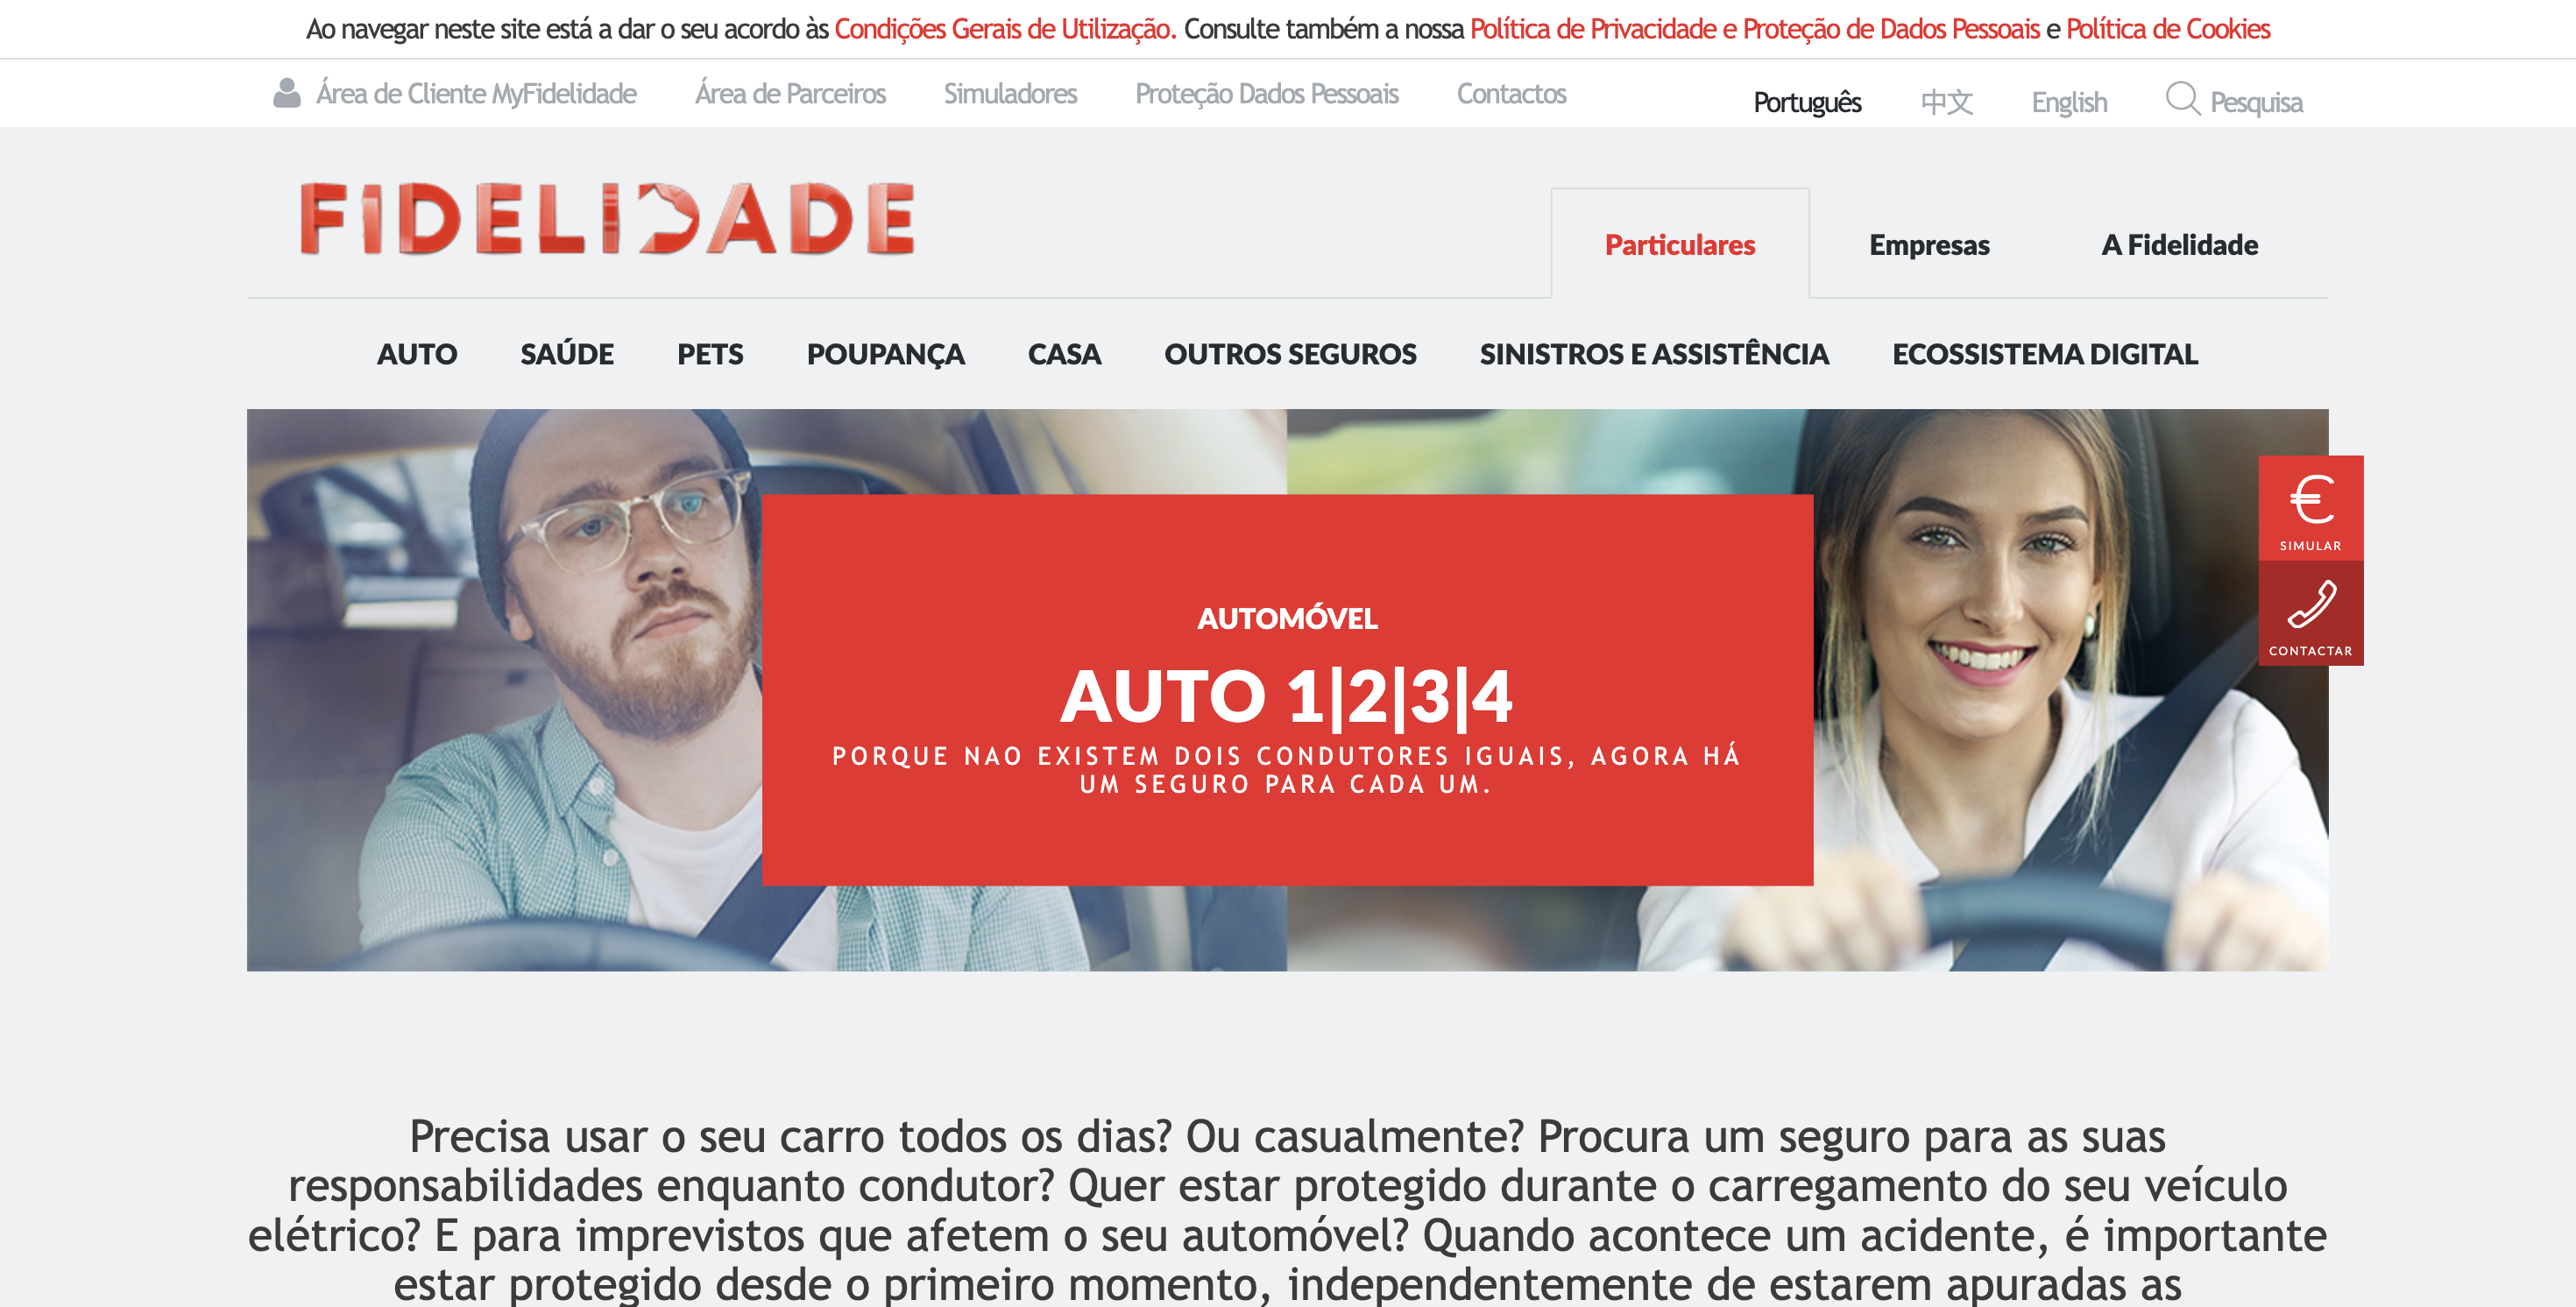 Ao navegar neste site está a dar o seu acordo às Condições Gerais de Utilização. Consulte também a nossa Política de Privacidade e Proteção de Dados Pessoais e Política de Cookies
Área de Cliente MyFidelidade Área de Parceiros Simuladores Proteção Dados Pessoais Contactos Português 中文 English Pesquisa
FIDELIDADE
Particulares Empresas A Fidelidade
AUTO SAÚDE PETS POUPANÇA CASA OUTROS SEGUROS SINISTROS E ASSISTÊNCIA ECOSSISTEMA DIGITAL
€
SIMULAR
CONTACTAR
AUTOMÓVEL
AUTO 1|2|3|4
PORQUE NAO EXISTEM DOIS CONDUTORES IGUAIS, AGORA HÁ
UM SEGURO PARA CADA UM.
Precisa usar o seu carro todos os dias? Ou casualmente? Procura um seguro para as suas
responsabilidades enquanto condutor? Quer estar protegido durante o carregamento do seu veículo
elétrico? E para imprevistos que afetem o seu automóvel? Quando acontece um acidente, é importante
estar protegido desde o primeiro momento, independentemente de estarem apuradas as